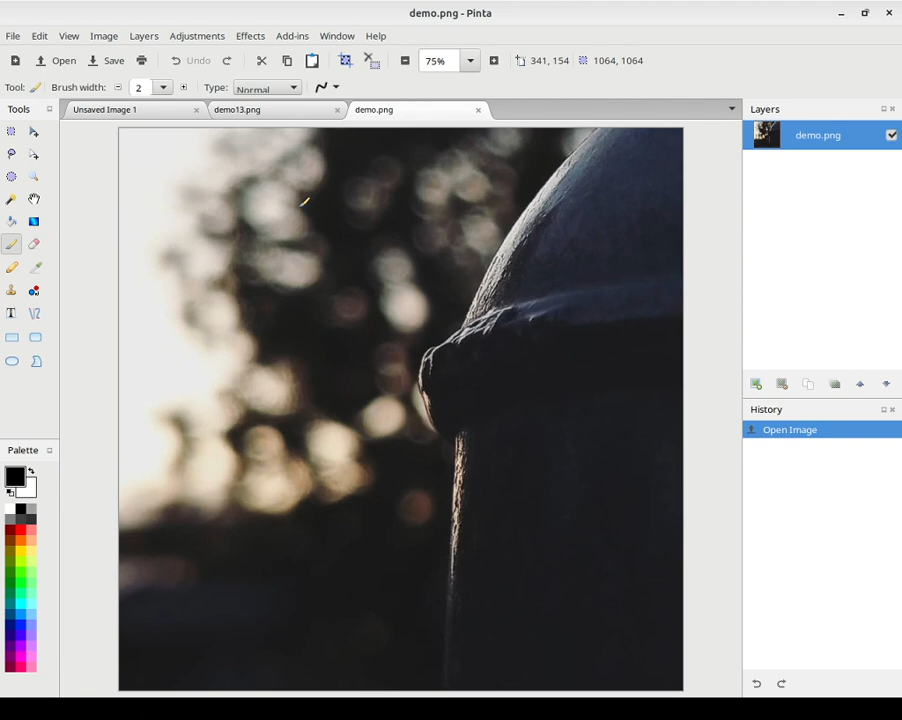 demo.png - Pinta
File Edit View Image Layers Adjustments Effects Add-ins Window Help
Open Save Undo 75% 341, 154 1064, 1064
Tool: Brush width: 2 Type: Normal
Tools Unsaved Image 1 demo13.png demo.png Layers
demo.png
History
Open Image
Palette